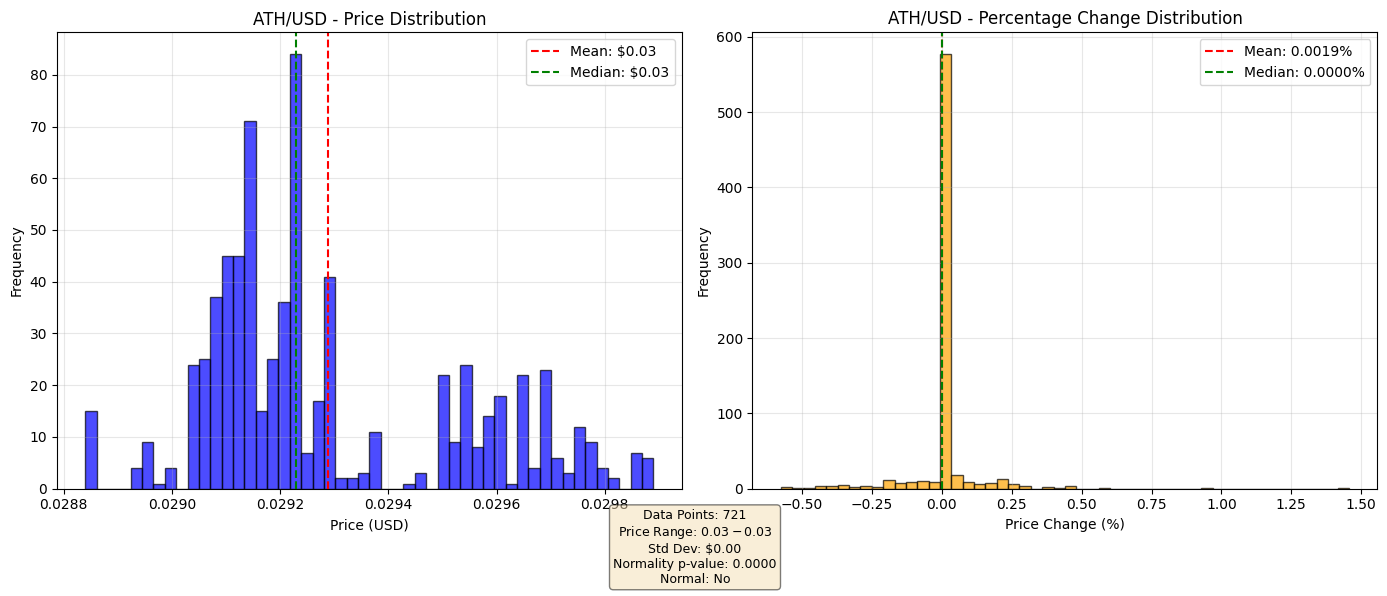 ATH/USD - Price Distribution
Mean: $0.03
Median: $0.03
Frequency
80
70
60
50
40
30
20
10
0
0.0288
0.0290
0.0292
0.0294
0.0296
0.0298
Price (USD)
ATH/USD - Percentage Change Distribution
Mean: 0.0019%
Median: 0.0000%
Frequency
600
500
400
300
200
100
0
−0.50
−0.25
0.00
0.25
0.50
0.75
1.00
1.25
1.50
Price Change (%)
Data Points: 721
Price Range: 0.03 − 0.03
Std Dev: $0.00
Normality p-value: 0.0000
Normal: No